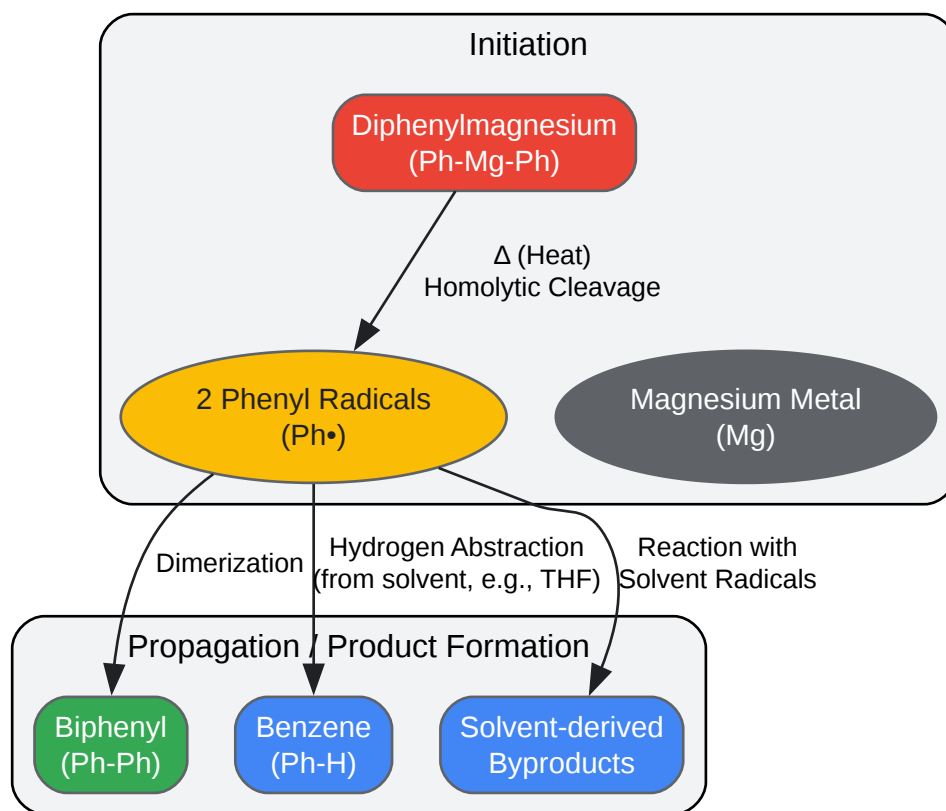 Initiation
Diphenylmagnesium
(Ph-Mg-Ph)
Δ (Heat)
Homolytic Cleavage
2 Phenyl Radicals
(Ph•)
Magnesium Metal
(Mg)
Dimerization
Hydrogen Abstraction
(from solvent, e.g., THF)
Reaction with
Solvent Radicals
Propagation / Product Formation
Biphenyl
(Ph-Ph)
Benzene
(Ph-H)
Solvent-derived
Byproducts